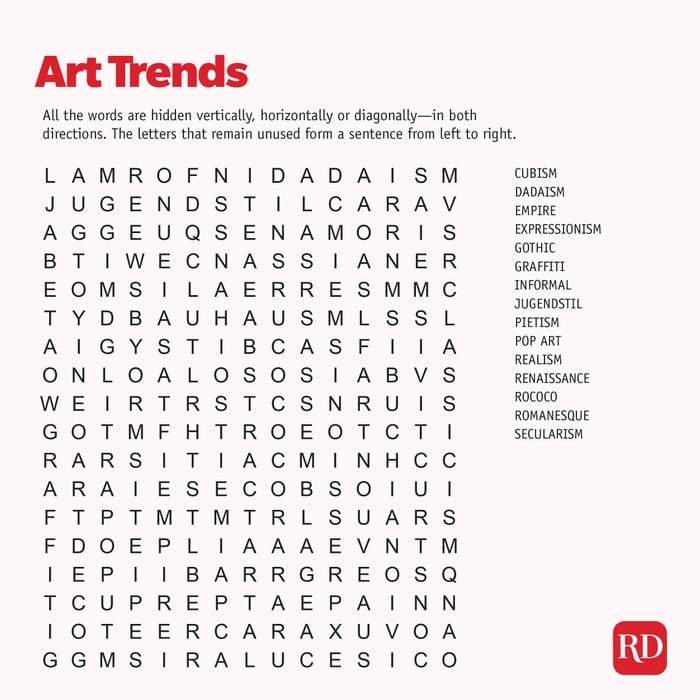 Art Trends
All the words are hidden vertically, horizontally or diagonally—in both
directions. The letters that remain unused form a sentence from left to right.
L A M R O F N I D A D A I S M
J U G E N D S T I L C A R A V
A G G E U Q S E N A M O R I S
B T I W E C N A S S I A N E R
E O M S I L A E R R E S M M C
T Y D B A U H A U S M L S S L
A I G Y S T I B C A S F I I A
O N L O A L O S O S I A B V S
W E I R T R S T C S N R U I S
G O T M F H T R O E O T C T I
R A R S I T I A C M I N H C C
A R A I E S E C O B S O I U I
F T P T M T M T R L S U A R S
F D O E P L I A A A E V N T M
I E P I I B A R R G R E O S Q
T C U P R E P T A E P A I N N
I O T E E R C A R A X U V O A
G G M S I R A L U C E S I C O
CUBISM
DADAISM
EMPIRE
EXPRESSIONISM
GOTHIC
GRAFFITI
INFORMAL
JUGENDSTIL
PIETISM
POP ART
REALISM
RENAISSANCE
ROCOCO
ROMANESQUE
SECULARISM
RD